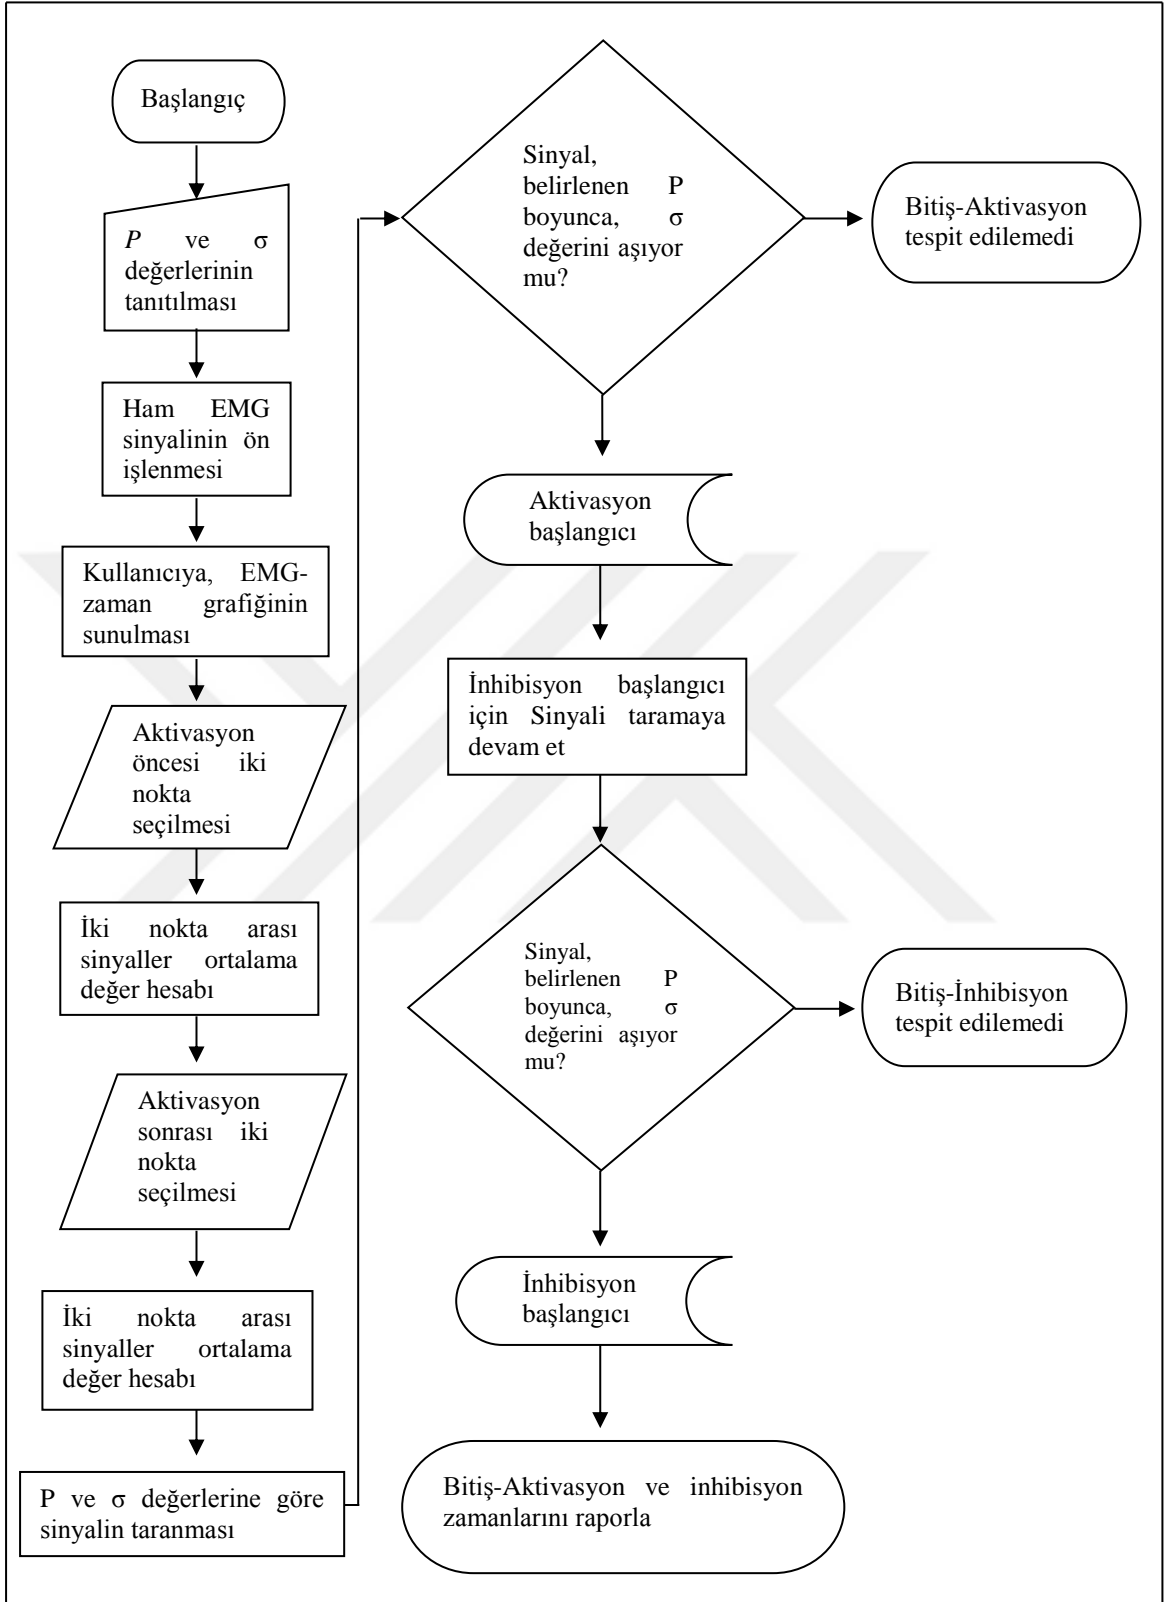 Başlangıç
P ve σ
değerlerinin
tanıtılması
Ham EMG
sinyalinin ön
işlenmesi
Kullanıcıya, EMG-
zaman grafiğinin
sunulması
Aktivasyon
öncesi iki
nokta
seçilmesi
İki nokta arası
sinyaller ortalama
değer hesabı
Aktivasyon
sonrası iki
nokta
seçilmesi
İki nokta arası
sinyaller ortalama
değer hesabı
P ve σ değerlerine göre
sinyalin taranması
Sinyal,
belirlenen P
boyunca, σ
değerini aşıyor
mu?
Bitiş-Aktivasyon
tespit edilemedi
Aktivasyon
başlangıcı
İnhibisyon başlangıcı
için Sinyali taramaya
devam et
Sinyal,
belirlenen P
boyunca, σ
değerini aşıyor
mu?
Bitiş-İnhibisyon
tespit edilemedi
İnhibisyon
başlangıcı
Bitiş-Aktivasyon ve inhibisyon
zamanlarını raporla